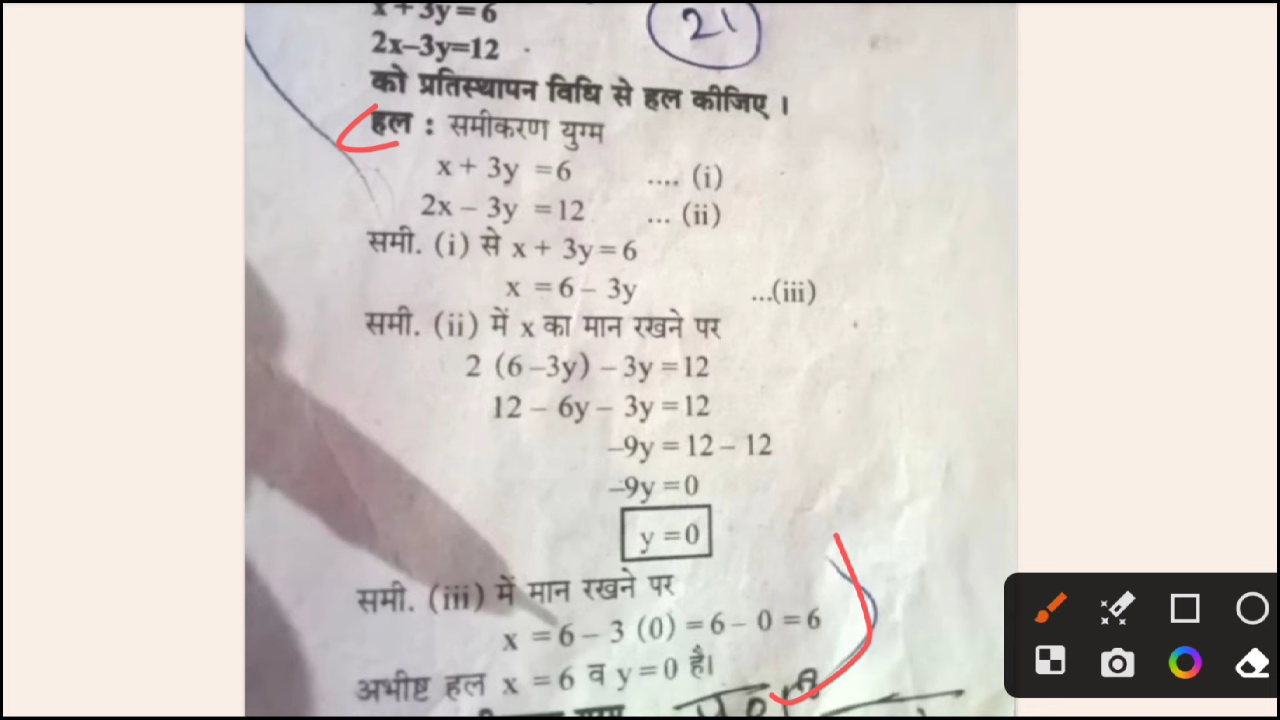 x + 3y = 6
21
2x–3y=12
को प्रतिस्थापन विधि से हल कीजिए ।
हल : समीकरण युग्म
x + 3y = 6 .... (i)
2x – 3y = 12 ... (ii)
समी. (i) से x + 3y = 6
x = 6 – 3y ...(iii)
समी. (ii) में x का मान रखने पर
2 (6 –3y) – 3y = 12
12 – 6y – 3y = 12
–9y = 12 – 12
–9y = 0
y = 0
समी. (iii) में मान रखने पर
x = 6 – 3 (0) = 6 – 0 = 6
अभीष्ट हल x = 6 व y = 0 है।